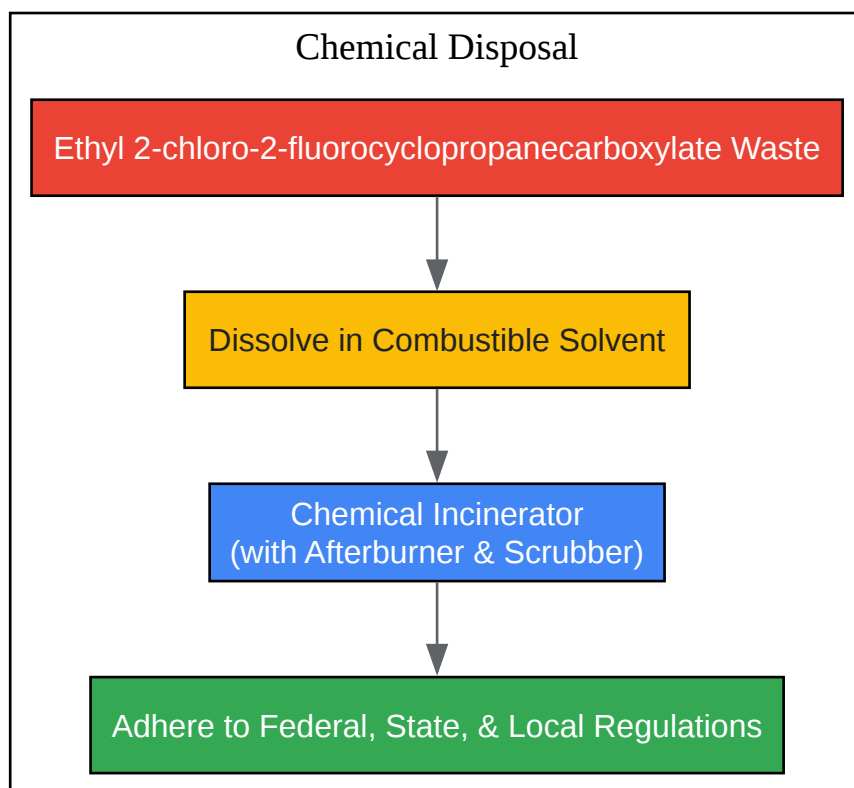 Chemical Disposal
Ethyl 2-chloro-2-fluorocyclopropanecarboxylate Waste
Dissolve in Combustible Solvent
Chemical Incinerator
(with Afterburner & Scrubber)
Adhere to Federal, State, & Local Regulations